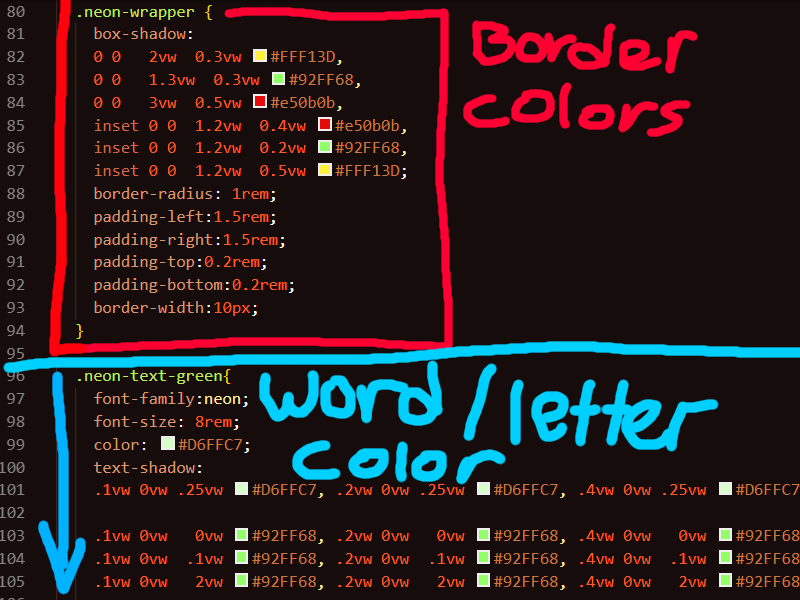 80 .neon-wrapper {
81 box-shadow:
82 0 0 2vw 0.3vw #FFF13D,
83 0 0 1.3vw 0.3vw #92FF68,
84 0 0 3vw 0.5vw #e50b0b,
85 inset 0 0 1.2vw 0.4vw #e50b0b,
86 inset 0 0 1.2vw 0.2vw #92FF68,
87 inset 0 0 1.2vw 0.5vw #FFF13D;
88 border-radius: 1rem;
89 padding-left:1.5rem;
90 padding-right:1.5rem;
91 padding-top:0.2rem;
92 padding-bottom:0.2rem;
93 border-width:10px;
94 }
Border
colors
95
96 .neon-text-green{
97 font-family:neon;
98 font-size: 8rem;
99 color: #D6FFC7;
100 text-shadow:
word/letter
color
101 .1vw 0vw .25vw #D6FFC7, .2vw 0vw .25vw #D6FFC7, .4vw 0vw .25vw #D6FFC7
102
103 .1vw 0vw 0vw #92FF68, .2vw 0vw 0vw #92FF68, .4vw 0vw 0vw #92FF68
104 .1vw 0vw .1vw #92FF68, .2vw 0vw .1vw #92FF68, .4vw 0vw .1vw #92FF68
105 .1vw 0vw 2vw #92FF68, .2vw 0vw 2vw #92FF68, .4vw 0vw 2vw #92FF68